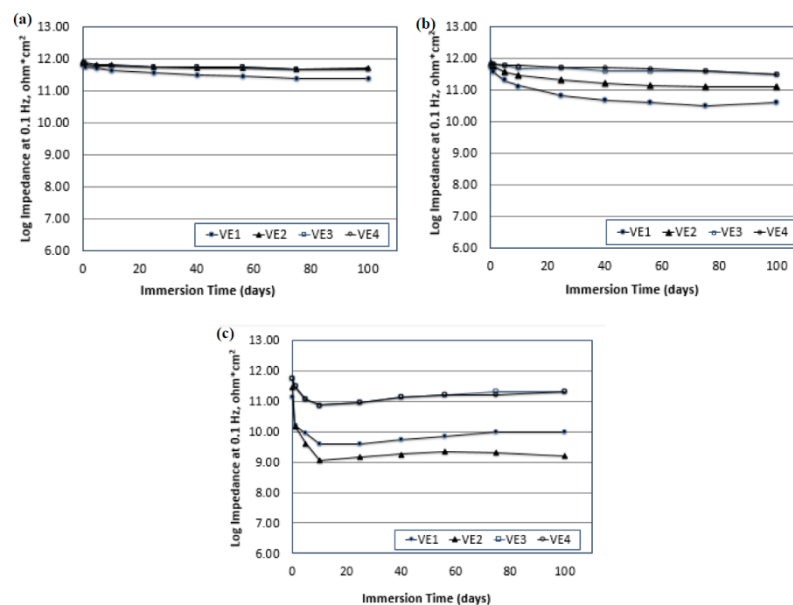 (a)
13.00
12.00
11.00
10.00
9.00
8.00
7.00
6.00
Log Impedance at 0.1 Hz, ohm*cm²
VE1 VE2 VE3 VE4
0 20 40 60 80 100
Immersion Time (days)
(b)
13.00
12.00
11.00
10.00
9.00
8.00
7.00
6.00
Log Impedance at 0.1 Hz, ohm*cm²
VE1 VE2 VE3 VE4
0 20 40 60 80 100
Immersion Time (days)
(c)
13.00
12.00
11.00
10.00
9.00
8.00
7.00
6.00
Log Impedance at 0.1 Hz, ohm*cm²
VE1 VE2 VE3 VE4
0 20 40 60 80 100
Immersion Time (days)